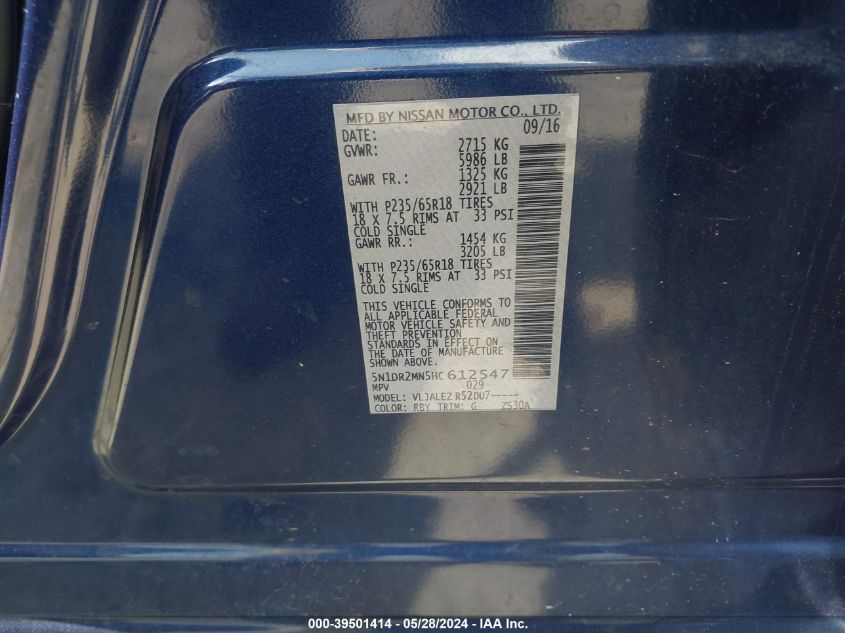 MFD BY NISSAN MOTOR CO., LTD.
DATE: 09/16
GVWR: 2715 KG
5986 LB
GAWR FR.: 1325 KG
2921 LB
WITH P235/65R18 TIRES
18 X 7.5 RIMS AT 33 PSI
COLD SINGLE
GAWR RR.: 1454 KG
3205 LB
WITH P235/65R18 TIRES
18 X 7.5 RIMS AT 33 PSI
COLD SINGLE
THIS VEHICLE CONFORMS TO
ALL APPLICABLE FEDERAL
MOTOR VEHICLE SAFETY AND
THEFT PREVENTION
STANDARDS IN EFFECT ON
THE DATE OF MANUFACTURE
SHOWN ABOVE.
5N1DR2MN5HC612547
MPV 029
MODEL: VLJALEZ R52DU7-----
COLOR: RBY TRIM: G Z530A
000-39501414 - 05/28/2024 - IAA Inc.